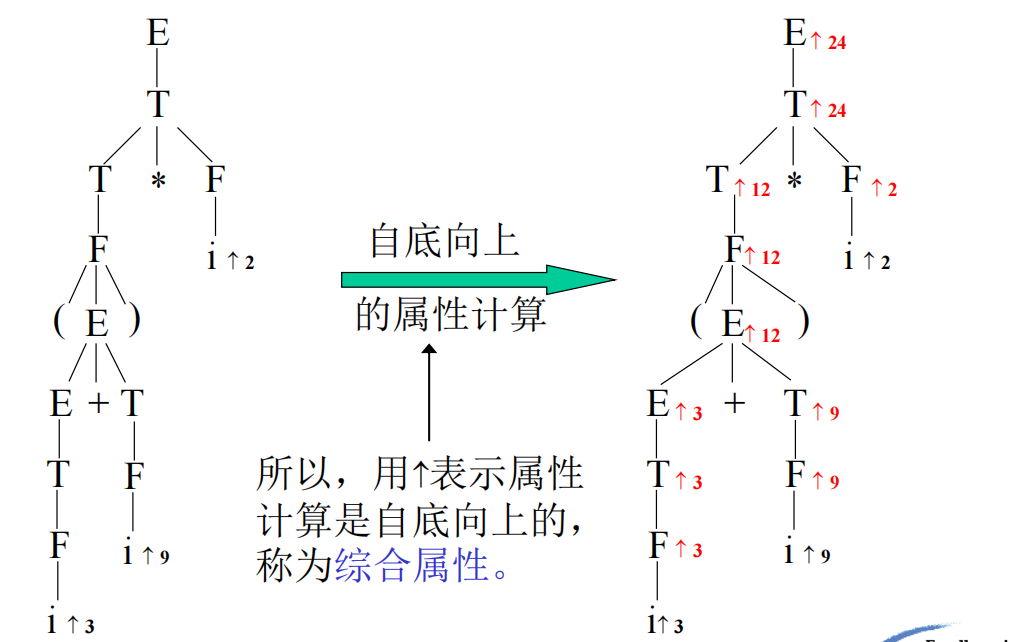 E E↑24
T T↑24
T * F T↑12 * F↑2
F i↑2 F↑12 i↑2
自底向上
的属性计算
( E ) ( E↑12 )
E + T E↑3 + T↑9
T F T↑3 F↑9
所以，用↑表示属性
计算是自底向上的，
称为综合属性。
F i↑9 F↑3 i↑9
i↑3 i↑3